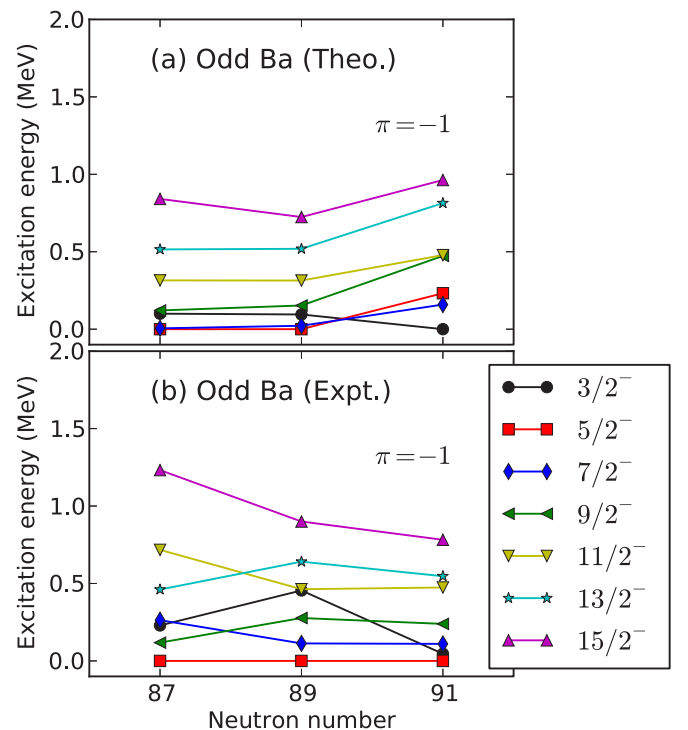 2.0
(a) Odd Ba (Theo.)
1.5
π = −1
1.0
0.5
0.0
Excitation energy (MeV)
2.0
(b) Odd Ba (Expt.)
1.5
π = −1
1.0
0.5
0.0
Excitation energy (MeV)
87 89 91
Neutron number
3/2⁻
5/2⁻
7/2⁻
9/2⁻
11/2⁻
13/2⁻
15/2⁻